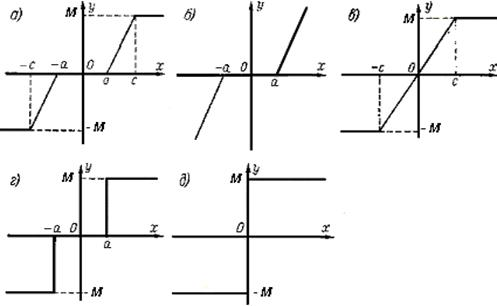 а) M y -c -a 0 a c x -M
б) y -a 0 a x
в) M y -c 0 c x -M
г) M y -a 0 a x -M
д) M y 0 x -M